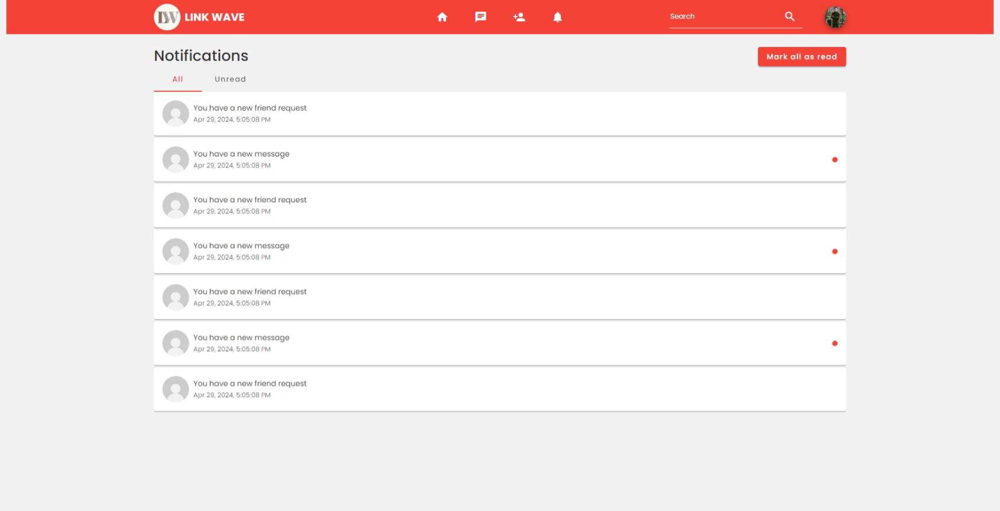 LW LINK WAVE
Search
Notifications
Mark all as read
All Unread
You have a new friend request
Apr 29, 2024, 5:05:08 PM
You have a new message
Apr 29, 2024, 5:05:08 PM
You have a new friend request
Apr 29, 2024, 5:05:08 PM
You have a new message
Apr 29, 2024, 5:05:08 PM
You have a new friend request
Apr 29, 2024, 5:05:08 PM
You have a new message
Apr 29, 2024, 5:05:08 PM
You have a new friend request
Apr 29, 2024, 5:05:08 PM